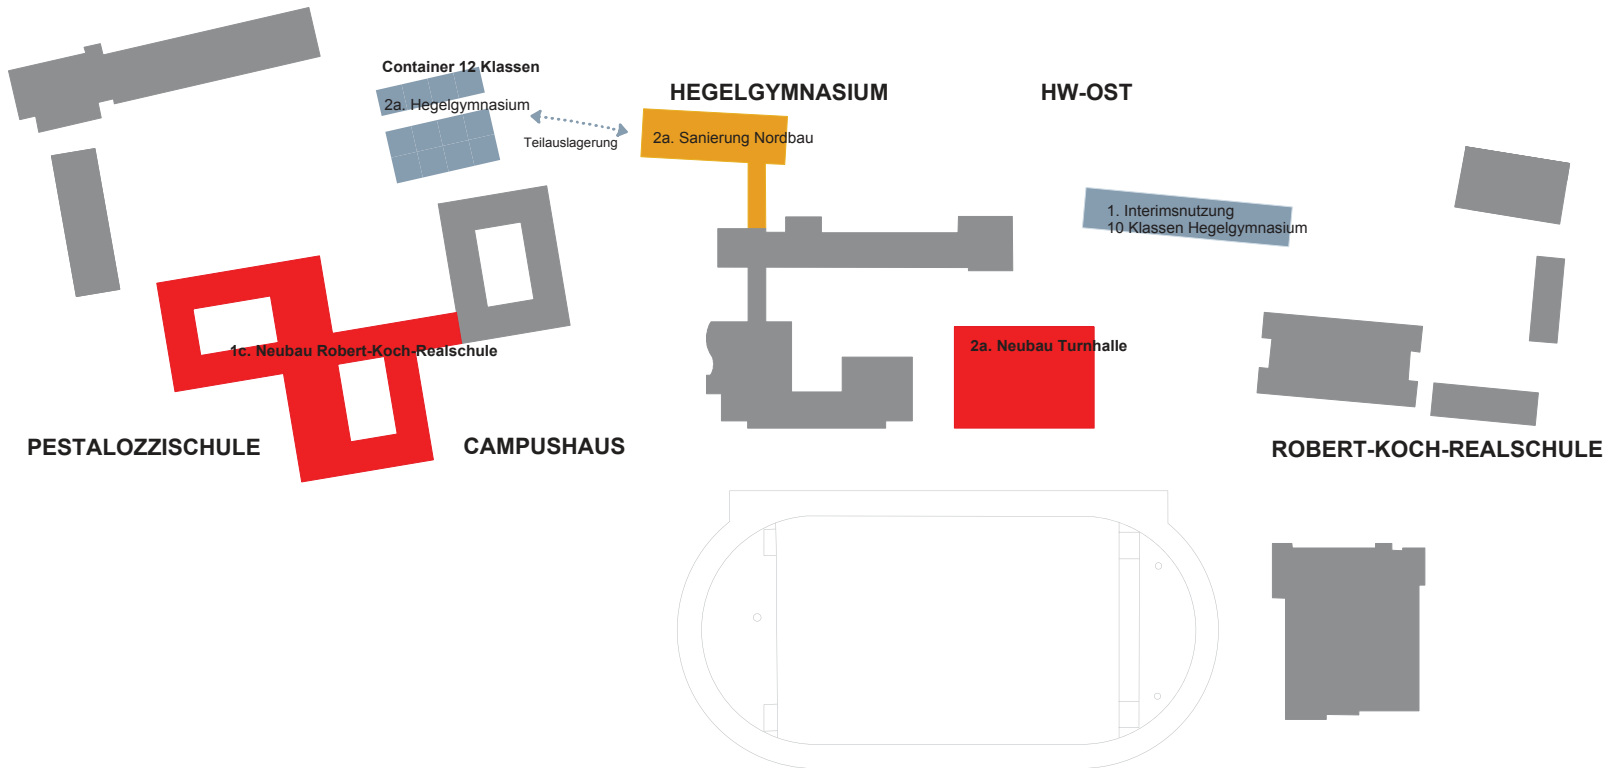 Container 12 Klassen
2a. Hegelgymnasium
Teilauslagerung
HEGELGYMNASIUM
2a. Sanierung Nordbau
HW-OST
1. Interimsnutzung
10 Klassen Hegelgymnasium
1c. Neubau Robert-Koch-Realschule
2a. Neubau Turnhalle
PESTALOZZISCHULE
CAMPUSHAUS
ROBERT-KOCH-REALSCHULE